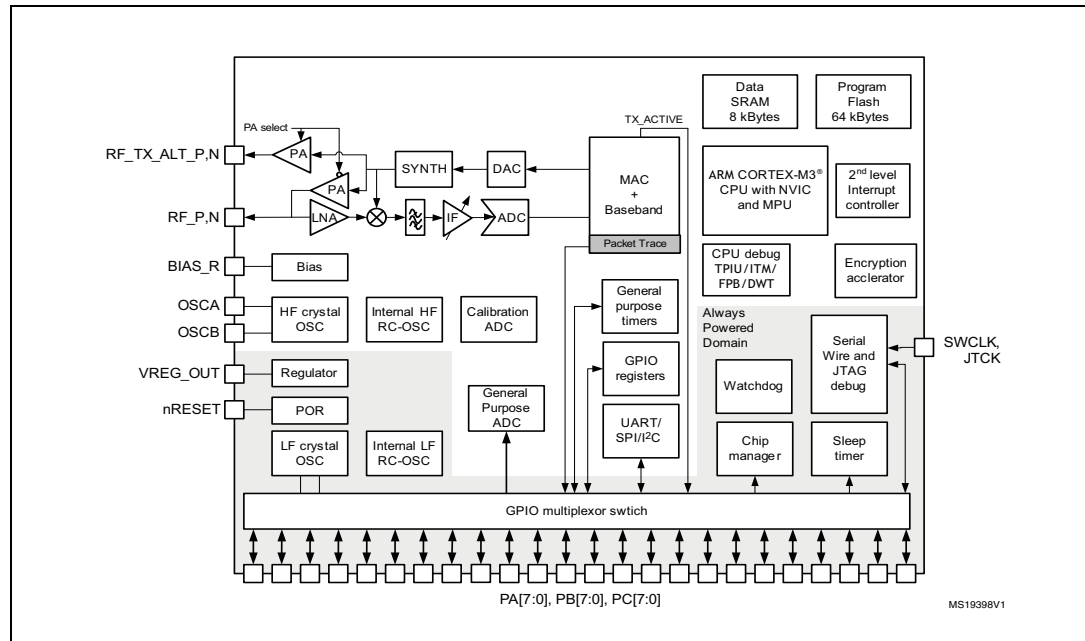 Data
SRAM
8 kBytes
Program
Flash
64 kBytes
TX_ACTIVE
PA select
RF_TX_ALT_P,N
PA
SYNTH
DAC
MAC
+
Baseband
ARM CORTEX-M3®
CPU with NVIC
and MPU
2nd level
Interrupt
controller
PA
RF_P,N
LNA
IF
ADC
Packet Trace
CPU debug
TPIU/ITM/
FPB/DWT
Encryption
acclerator
BIAS_R
Bias
OSCA
OSCB
HF crystal
OSC
Internal HF
RC-OSC
Calibration
ADC
General
purpose
timers
Always
Powered
Domain
Serial
Wire and
JTAG
debug
SWCLK,
JTCK
VREG_OUT
Regulator
GPIO
registers
Watchdog
nRESET
POR
General
Purpose
ADC
UART/
SPI/I2C
Chip
manager
Sleep
timer
LF crystal
OSC
Internal LF
RC-OSC
GPIO multiplexor swtich
PA[7:0], PB[7:0], PC[7:0]
MS19398V1